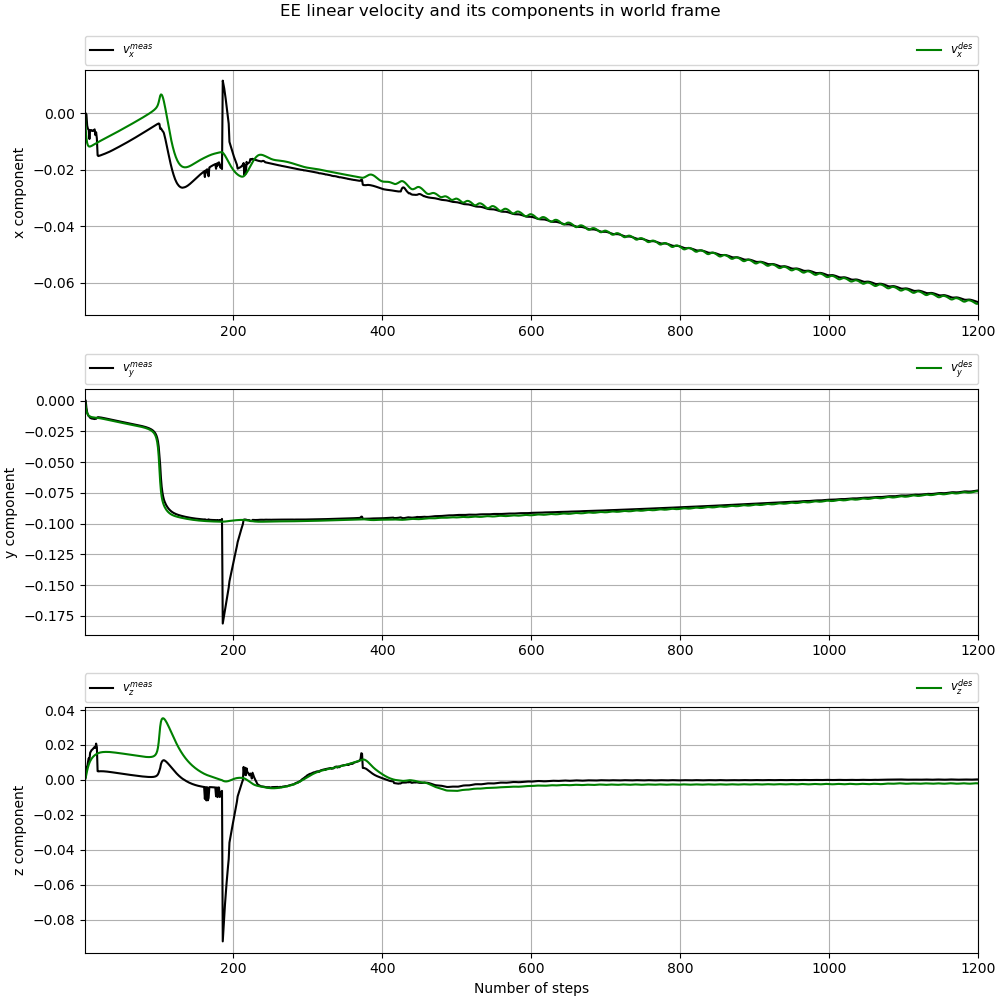 EE linear velocity and its components in world frame
v_x^{meas} v_x^{des}
0.00
−0.02
−0.04
−0.06
x component
200 400 600 800 1000 1200
v_y^{meas} v_y^{des}
0.000
−0.025
−0.050
−0.075
−0.100
−0.125
−0.150
−0.175
y component
200 400 600 800 1000 1200
v_z^{meas} v_z^{des}
0.04
0.02
0.00
−0.02
−0.04
−0.06
−0.08
z component
200 400 600 800 1000 1200
Number of steps